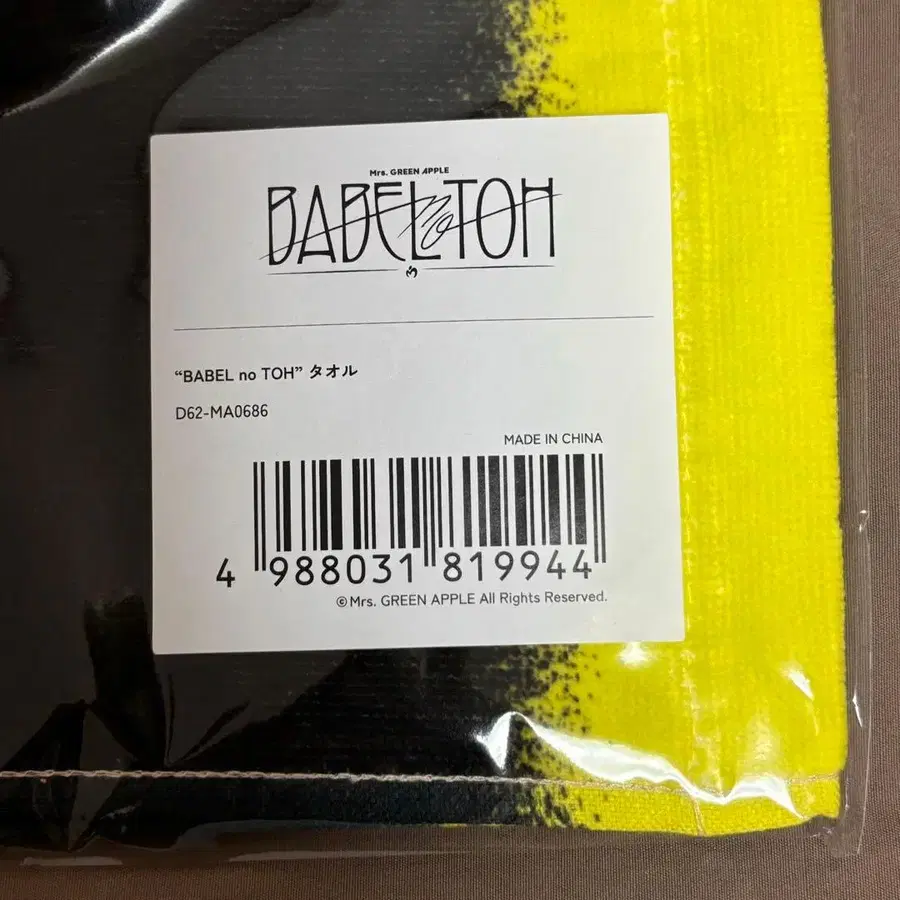 Mrs. GREEN APPLE
BABEL no TOH
“BABEL no TOH” タオル
D62-MA0686
MADE IN CHINA
4 988031 819944
©Mrs. GREEN APPLE All Rights Reserved.